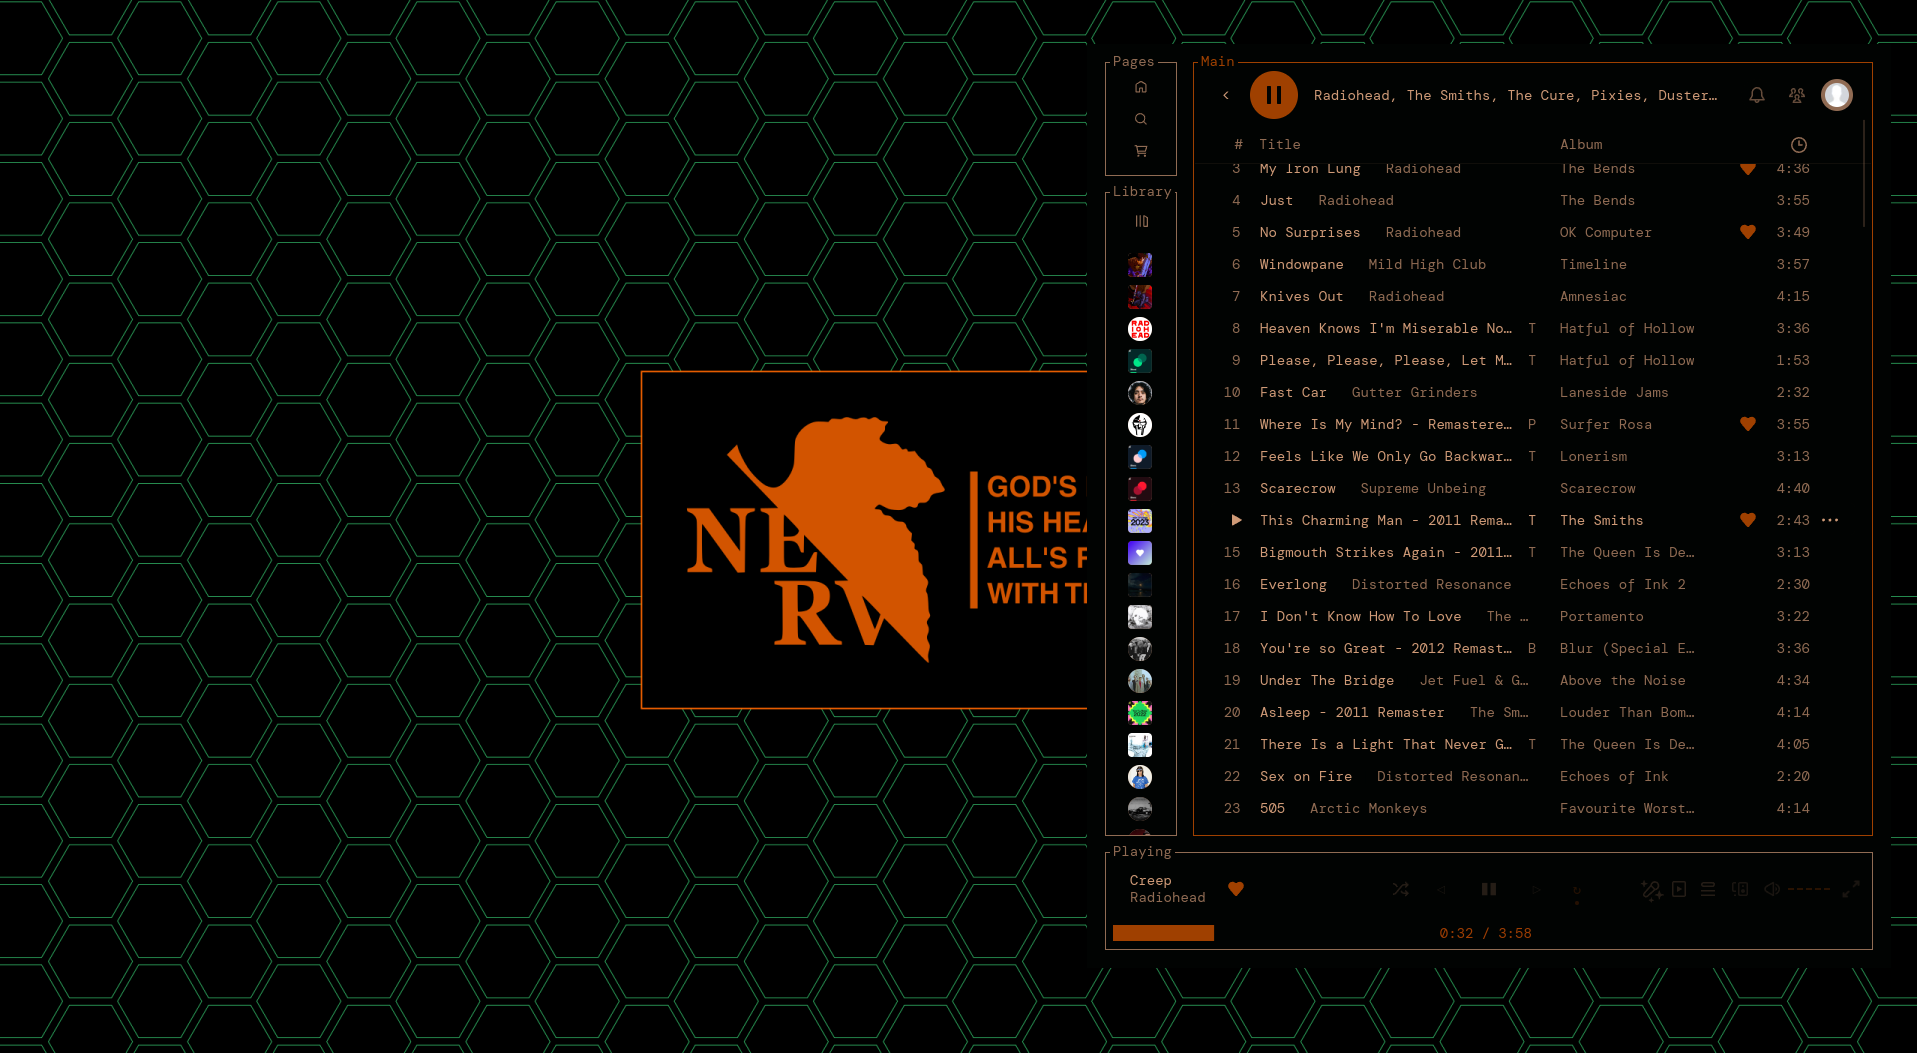 NERV
GOD'S
HIS HEA
ALL'S
WITH
Pages
Library
Main
Radiohead, The Smiths, The Cure, Pixies, Duster…
# Title Album
3 My Iron Lung Radiohead The Bends 4:36
4 Just Radiohead The Bends 3:55
5 No Surprises Radiohead OK Computer 3:49
6 Windowpane Mild High Club Timeline 3:57
7 Knives Out Radiohead Amnesiac 4:15
8 Heaven Knows I'm Miserable No… T Hatful of Hollow 3:36
9 Please, Please, Please, Let M… T Hatful of Hollow 1:53
10 Fast Car Gutter Grinders Laneside Jams 2:32
11 Where Is My Mind? - Remastere… P Surfer Rosa 3:55
12 Feels Like We Only Go Backwar… T Lonerism 3:13
13 Scarecrow Supreme Unbeing Scarecrow 4:40
This Charming Man - 2011 Rema… T The Smiths 2:43
15 Bigmouth Strikes Again - 2011… T The Queen Is De… 3:13
16 Everlong Distorted Resonance Echoes of Ink 2 2:30
17 I Don't Know How To Love The … Portamento 3:22
18 You're so Great - 2012 Remast… B Blur (Special E… 3:36
19 Under The Bridge Jet Fuel & G… Above the Noise 4:34
20 Asleep - 2011 Remaster The Sm… Louder Than Bom… 4:14
21 There Is a Light That Never G… T The Queen Is De… 4:05
22 Sex on Fire Distorted Resonan… Echoes of Ink 2:20
23 505 Arctic Monkeys Favourite Worst… 4:14
RADIOHEAD
2023
Playing
Creep
Radiohead
0:32 / 3:58